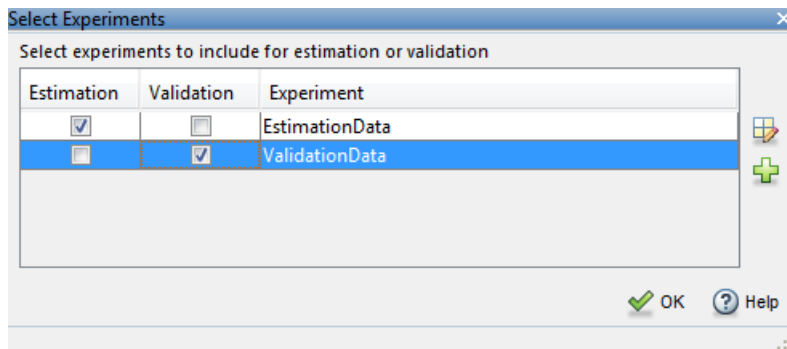 Select Experiments
Select experiments to include for estimation or validation
Estimation Validation Experiment
EstimationData
ValidationData
OK Help